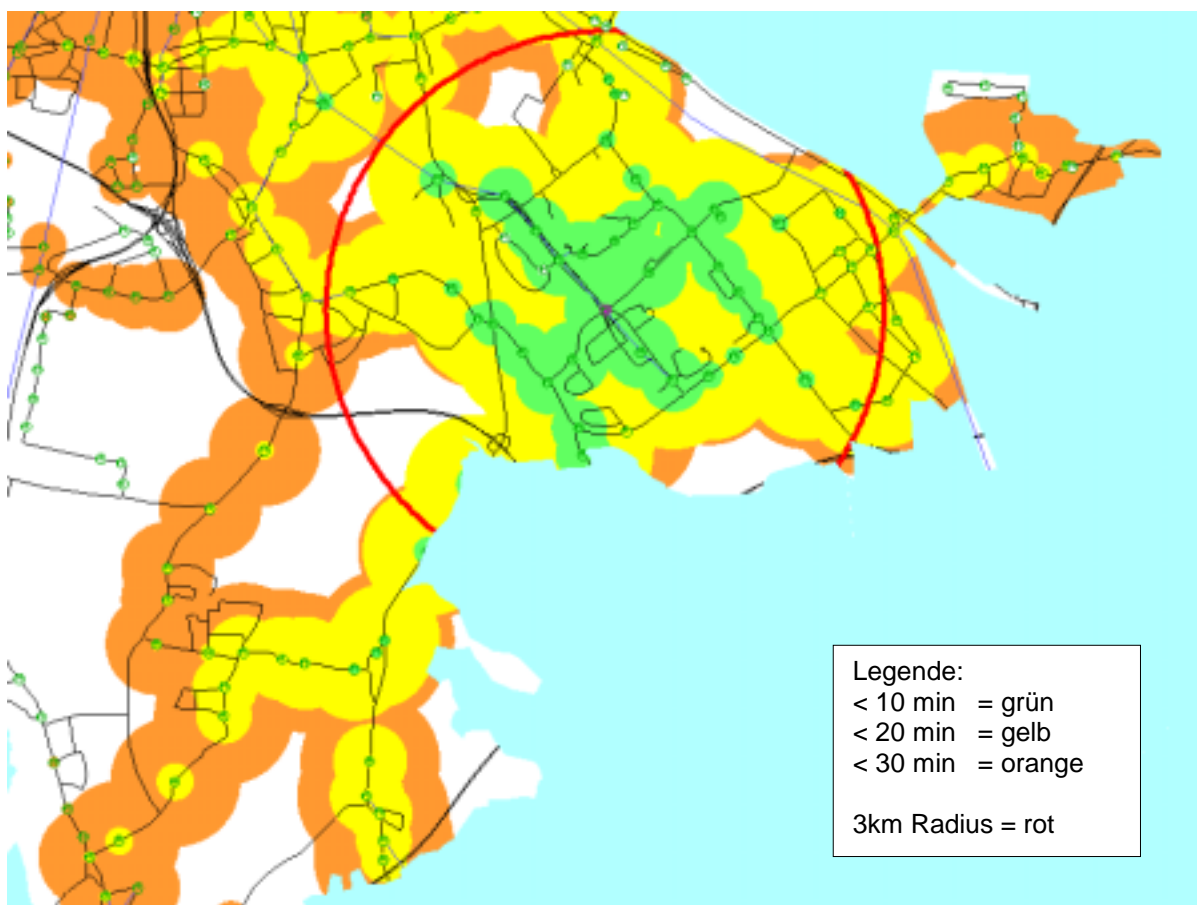 Legende:
< 10 min = grün
< 20 min = gelb
< 30 min = orange
3km Radius = rot